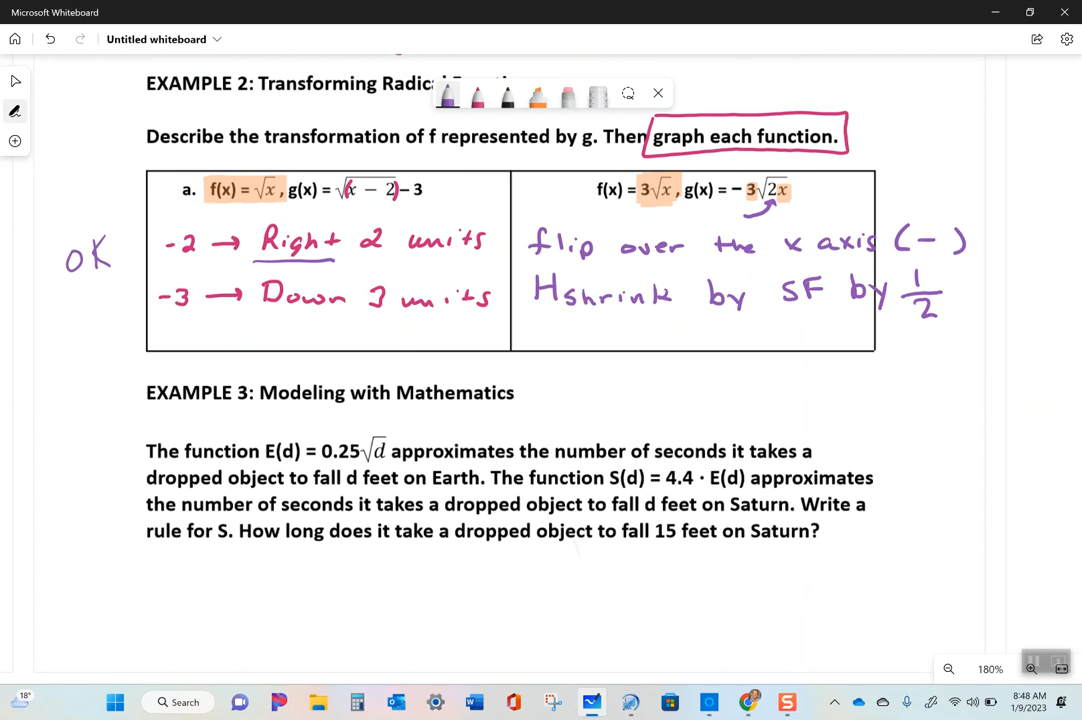 Microsoft Whiteboard
Untitled whiteboard
EXAMPLE 2: Transforming Radic
Describe the transformation of f represented by g. Then graph each function.
a. f(x) = √x , g(x) = √(x − 2) − 3
-2 → Right 2 units
OK
-3 → Down 3 units
f(x) = 3√x , g(x) = − 3√2x
flip over the x axis (-)
H shrink by SF by 1/2
EXAMPLE 3: Modeling with Mathematics
The function E(d) = 0.25√d approximates the number of seconds it takes a
dropped object to fall d feet on Earth. The function S(d) = 4.4 · E(d) approximates
the number of seconds it takes a dropped object to fall d feet on Saturn. Write a
rule for S. How long does it take a dropped object to fall 15 feet on Saturn?
180%
18°
Search
8:48 AM
1/9/2023